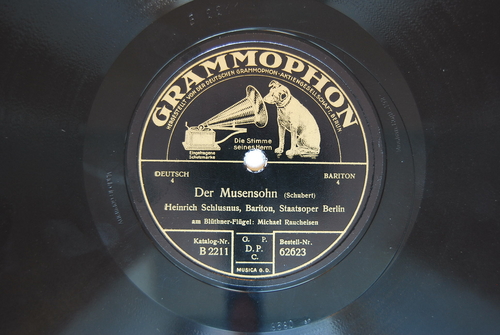 GRAMMOPHON
HERGESTELLT VON DER DEUTSCHEN GRAMMOPHON-AKTIENGESELLSCHAFT, BERLIN
Die Stimme
seines Herrn
Eingetragene
Schutzmarke
DEUTSCH
4
BARITON
4
Der Musensohn (Schubert)
Heinrich Schlusnus, Bariton, Staatsoper Berlin
am Blüthner-Flügel: Michael Raucheisen
Katalog-Nr.
B 2211
G. P.
D.P.
C.
Bestell-Nr.
62623
MUSICA G. D.